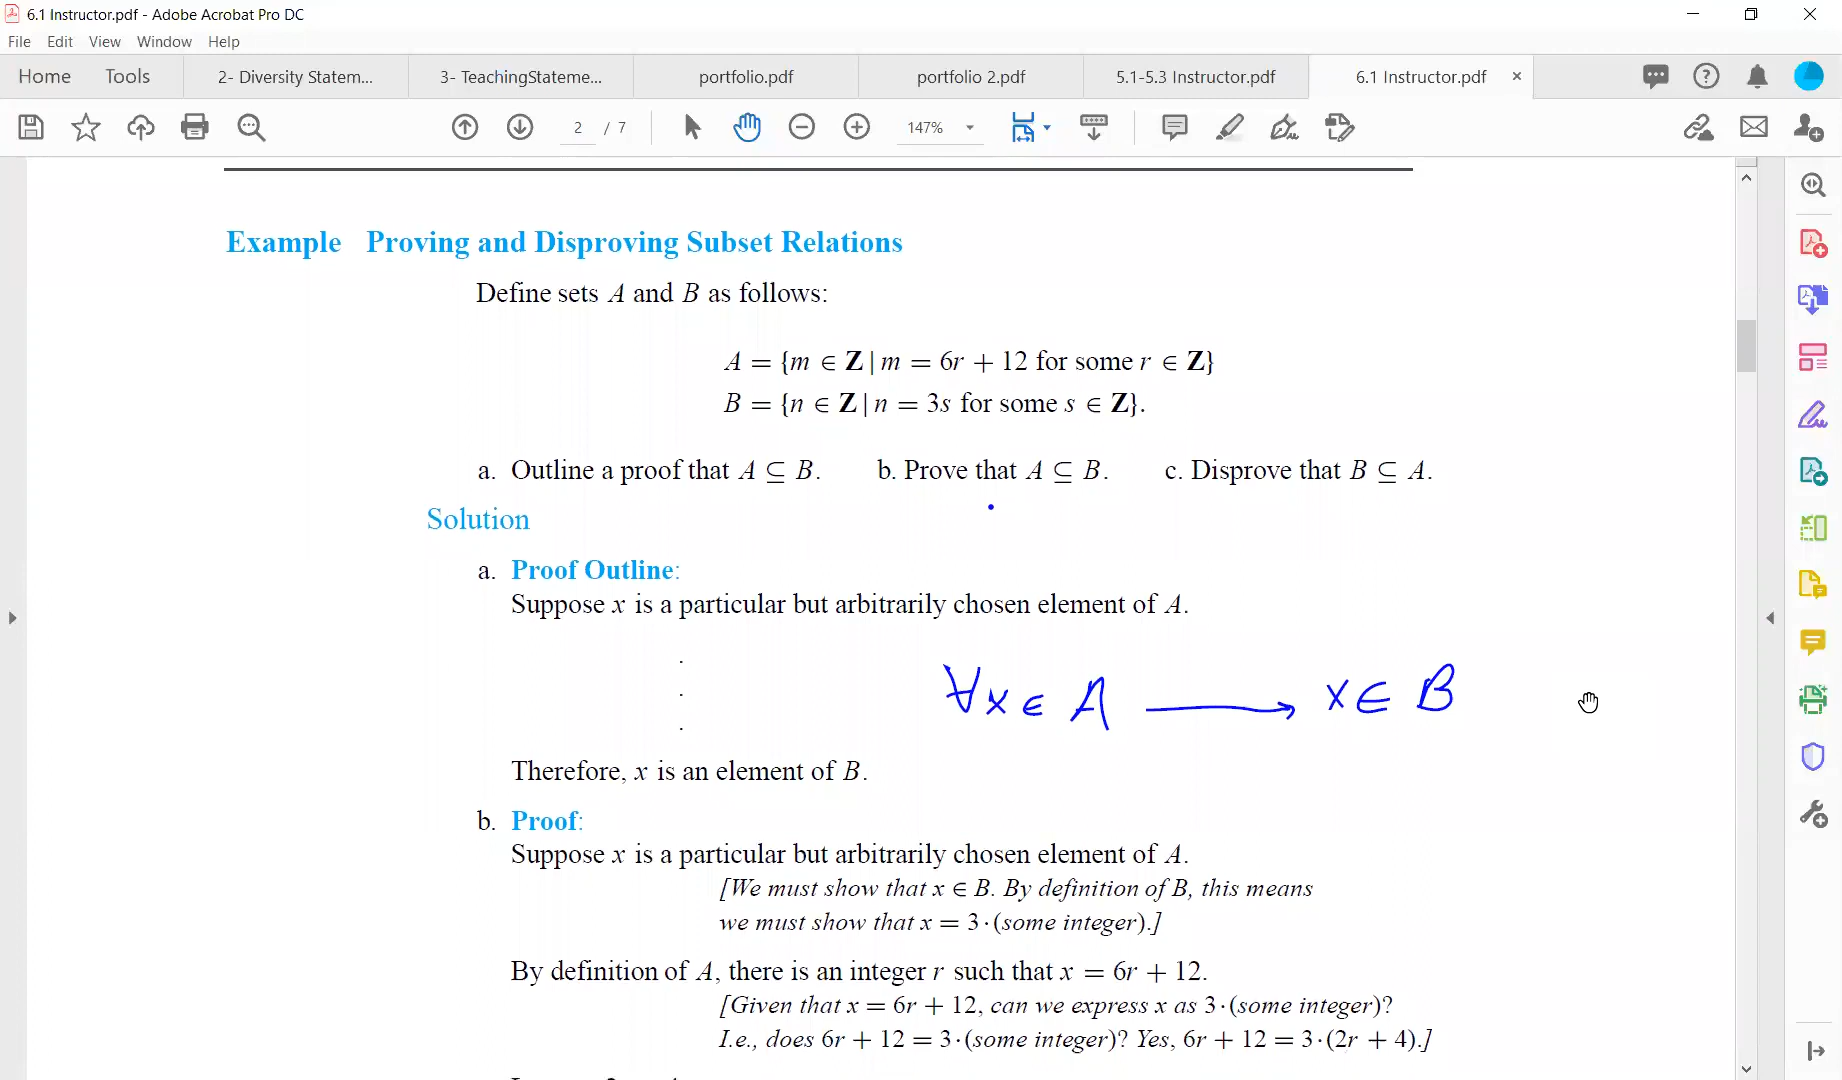 6.1 Instructor.pdf - Adobe Acrobat Pro DC
File Edit View Window Help
Home Tools 2- Diversity Statem... 3- TeachingStateme... portfolio.pdf portfolio 2.pdf 5.1-5.3 Instructor.pdf 6.1 Instructor.pdf ×
2 / 7 147%
Example Proving and Disproving Subset Relations
Define sets A and B as follows:
A = {m ∈ Z | m = 6r + 12 for some r ∈ Z}
B = {n ∈ Z | n = 3s for some s ∈ Z}.
a. Outline a proof that A ⊆ B. b. Prove that A ⊆ B. c. Disprove that B ⊆ A.
Solution
a. Proof Outline:
Suppose x is a particular but arbitrarily chosen element of A.
.
.
.
∀x ∈ A ⟶ x ∈ B
Therefore, x is an element of B.
b. Proof:
Suppose x is a particular but arbitrarily chosen element of A.
[We must show that x ∈ B. By definition of B, this means
we must show that x = 3·(some integer).]
By definition of A, there is an integer r such that x = 6r + 12.
[Given that x = 6r + 12, can we express x as 3·(some integer)?
I.e., does 6r + 12 = 3·(some integer)? Yes, 6r + 12 = 3·(2r + 4).]